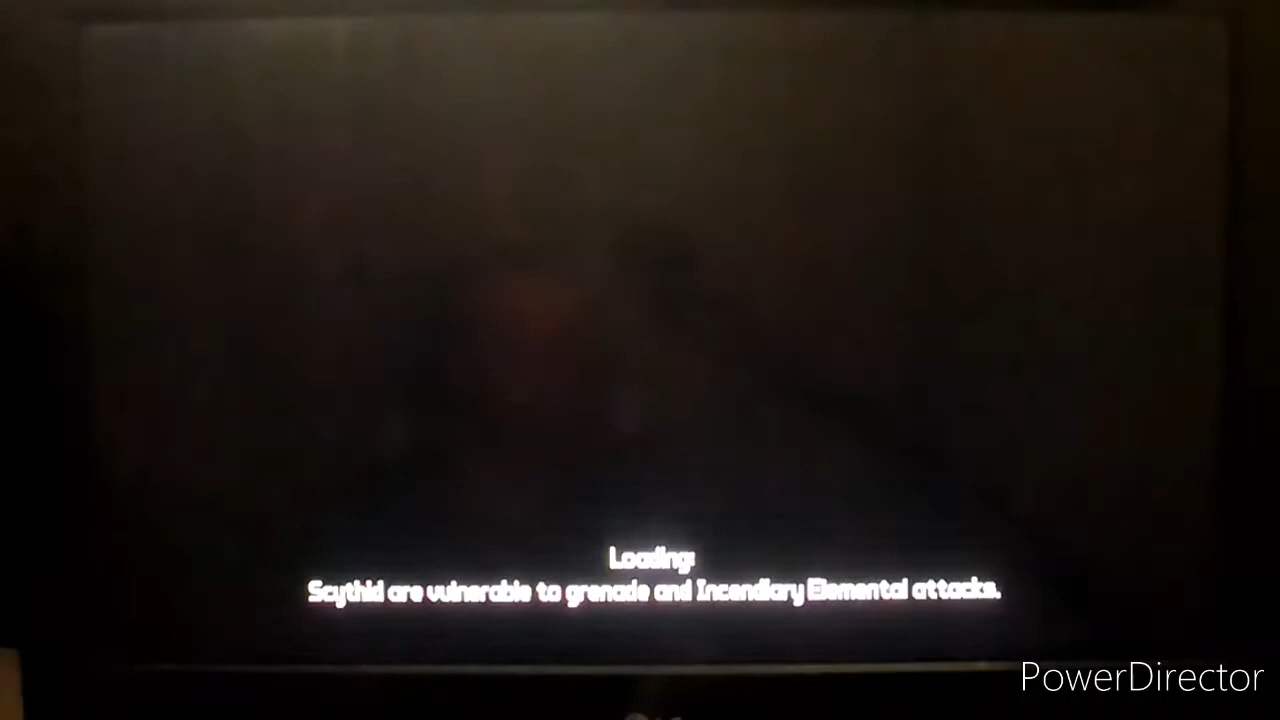 Loading:
Scythid are vulnerable to grenade and Incendiary Elemental attacks.
PowerDirector